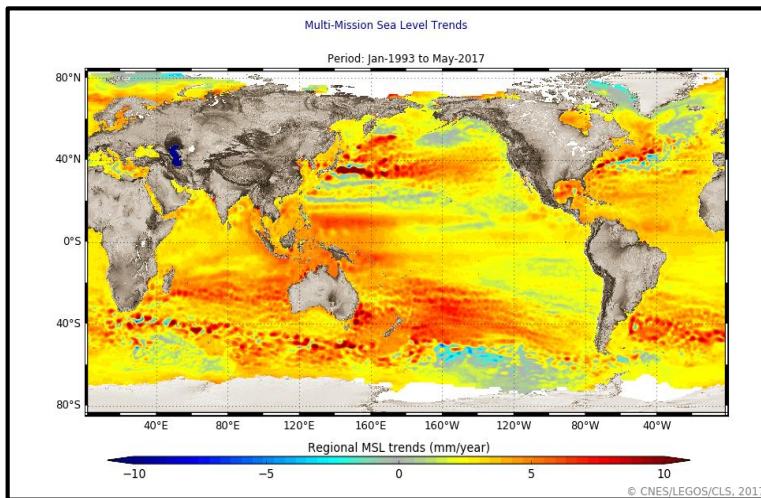 Multi-Mission Sea Level Trends
Period: Jan-1993 to May-2017
80°N
40°N
0°S
40°S
80°S
40°E 80°E 120°E 160°E 160°W 120°W 80°W 40°W
Regional MSL trends (mm/year)
−10 −5 0 5 10
© CNES/LEGOS/CLS, 2017